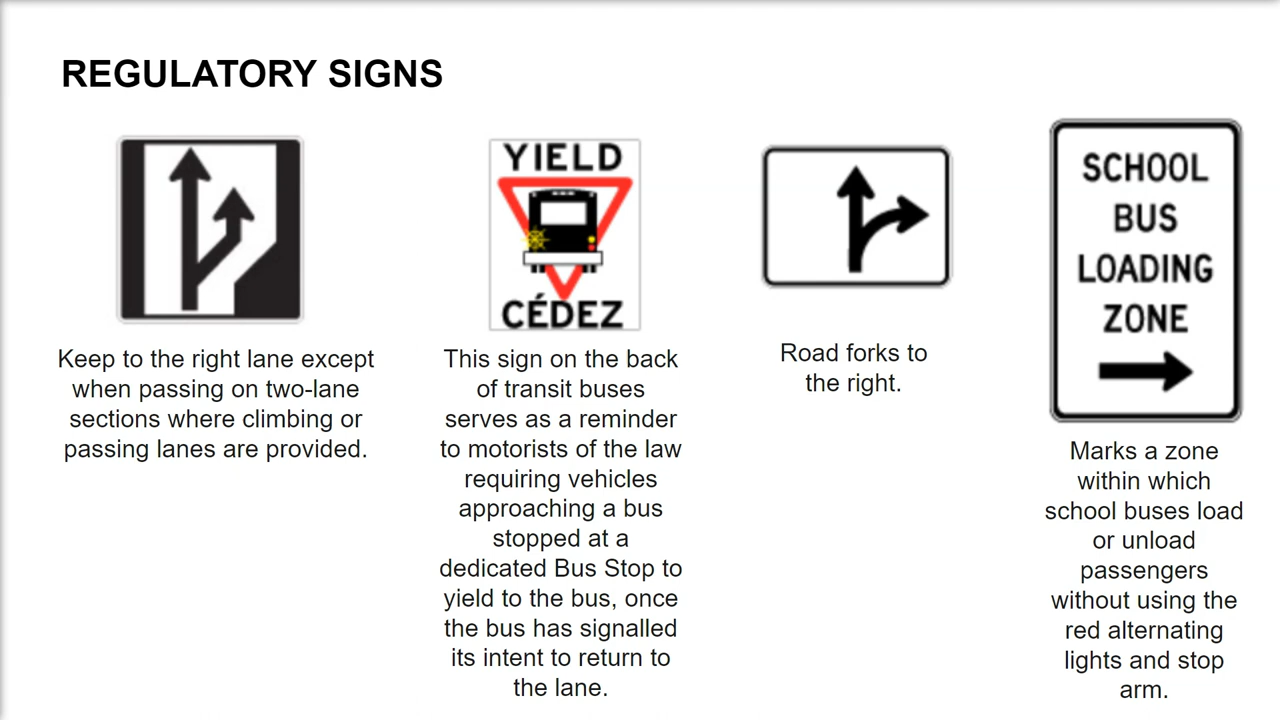 REGULATORY SIGNS
Keep to the right lane except
when passing on two-lane
sections where climbing or
passing lanes are provided.
YIELD
CÉDEZ
This sign on the back
of transit buses
serves as a reminder
to motorists of the law
requiring vehicles
approaching a bus
stopped at a
dedicated Bus Stop to
yield to the bus, once
the bus has signalled
its intent to return to
the lane.
Road forks to
the right.
SCHOOL
BUS
LOADING
ZONE
Marks a zone
within which
school buses load
or unload
passengers
without using the
red alternating
lights and stop
arm.